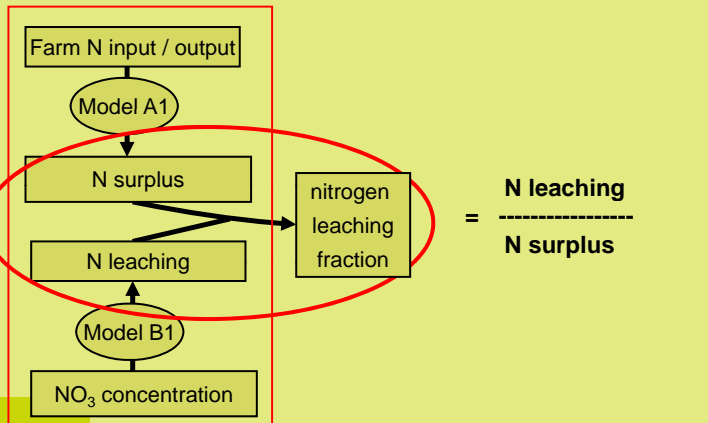 Farm N input / output
Model A1
N surplus
nitrogen
leaching
fraction
N leaching
Model B1
NO₃ concentration
N leaching
= -----------------
N surplus